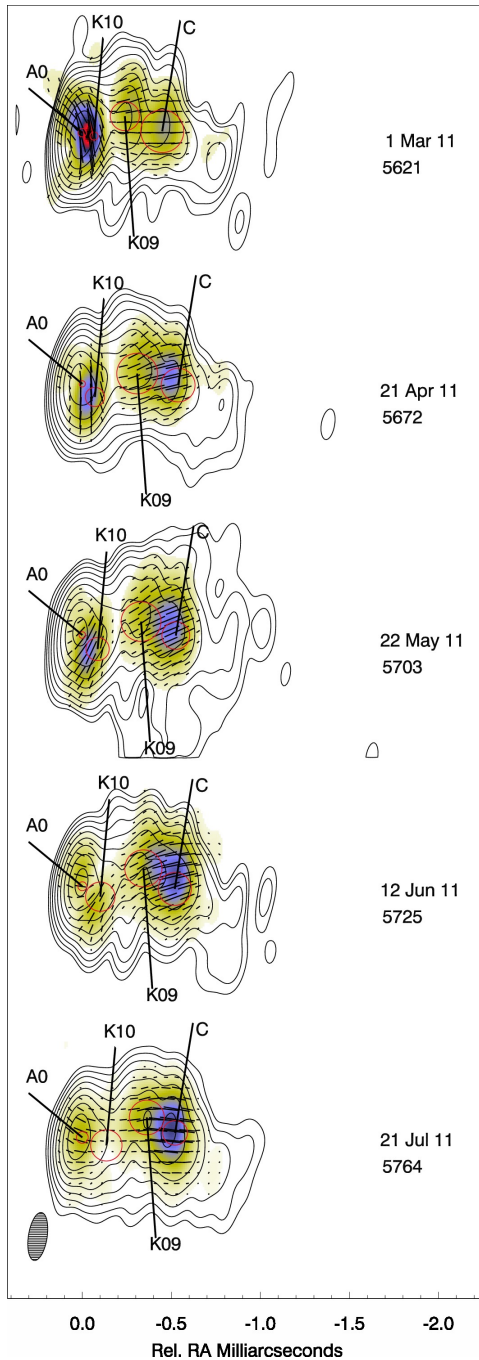 K10
C
A0
1 Mar 11
5621
K09
K10
C
A0
21 Apr 11
5672
K09
K10
C
A0
22 May 11
5703
K09
K10
C
A0
12 Jun 11
5725
K09
K10
C
A0
21 Jul 11
5764
K09
0.0 -0.5 -1.0 -1.5 -2.0
Rel. RA Milliarcseconds